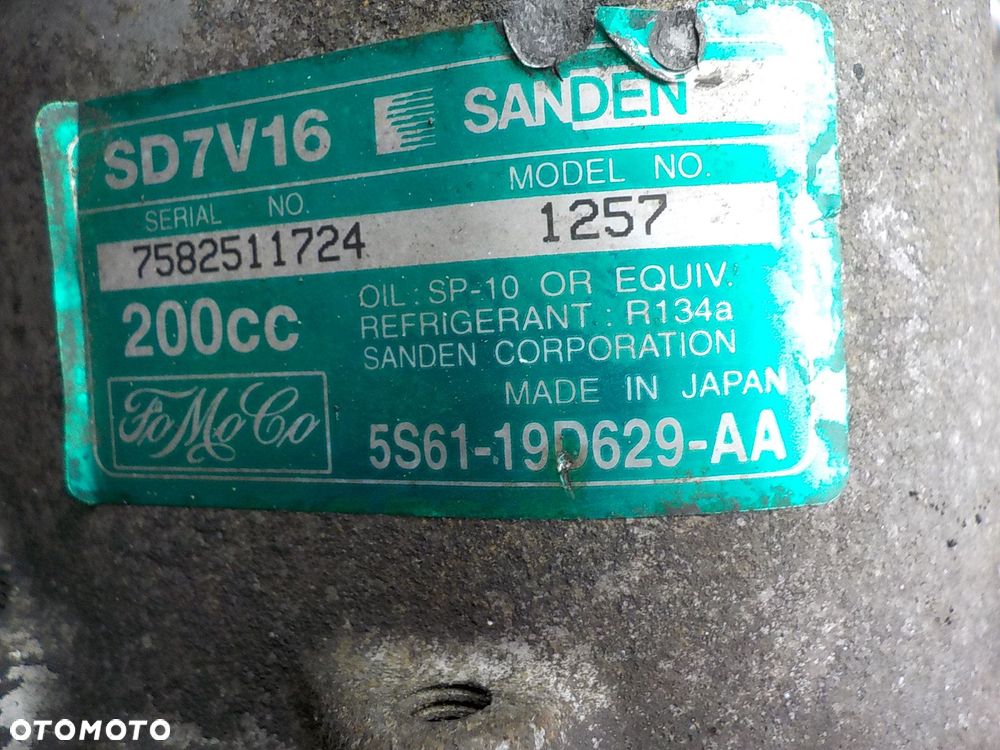 SD7V16 SANDEN
SERIAL NO. MODEL NO.
7582511724 1257
200cc
OIL : SP-10 OR EQUIV.
REFRIGERANT : R134a
SANDEN CORPORATION
MADE IN JAPAN
FoMoCo
5S61-19D629-AA
OTOMOTO